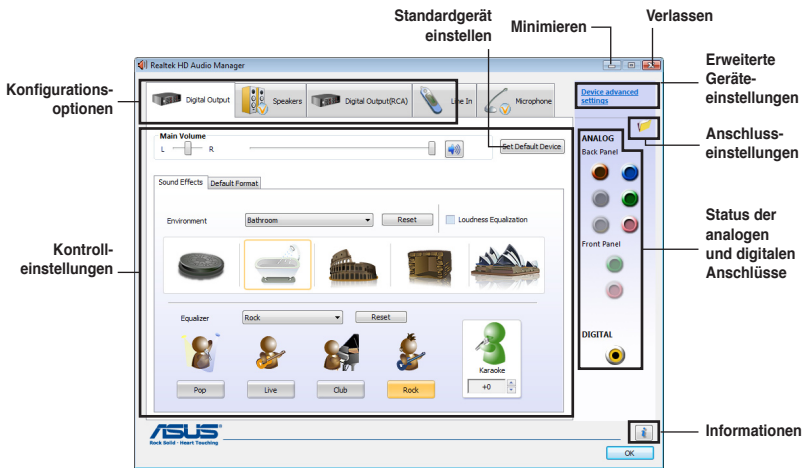 Standardgerät
einstellen
Minimieren
Verlassen
Realtek HD Audio Manager
Erweiterte
Geräte-
einstellungen
Konfigurations-
optionen
Digital Output
Speakers
Digital Output(RCA)
Line In
Microphone
Device advanced
settings
Anschluss-
einstellungen
Main Volume
L
R
Set Default Device
ANALOG
Back Panel
Sound Effects
Default Format
Environment
Bathroom
Reset
Loudness Equalization
Kontroll-
einstellungen
Front Panel
Status der
analogen
und digitalen
Anschlüsse
Equalizer
Rock
Reset
Karaoke
+0
Pop
Live
Club
Rock
DIGITAL
ASUS
Rock Solid · Heart Touching
Informationen
OK